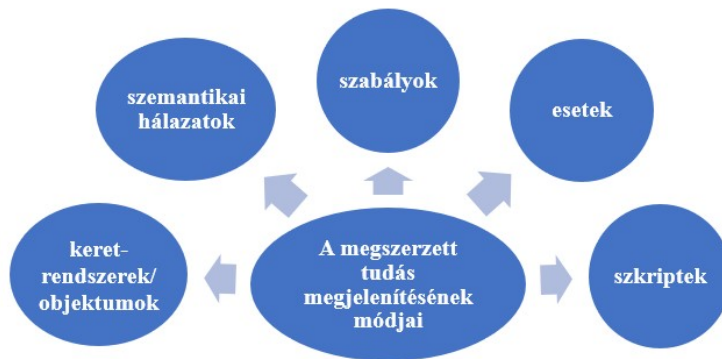 szemantikai
hálazatok
szabályok
esetek
keret-
rendszerek/
objektumok
A megszerzett
tudás
megjelenítésének
módjai
szkriptek